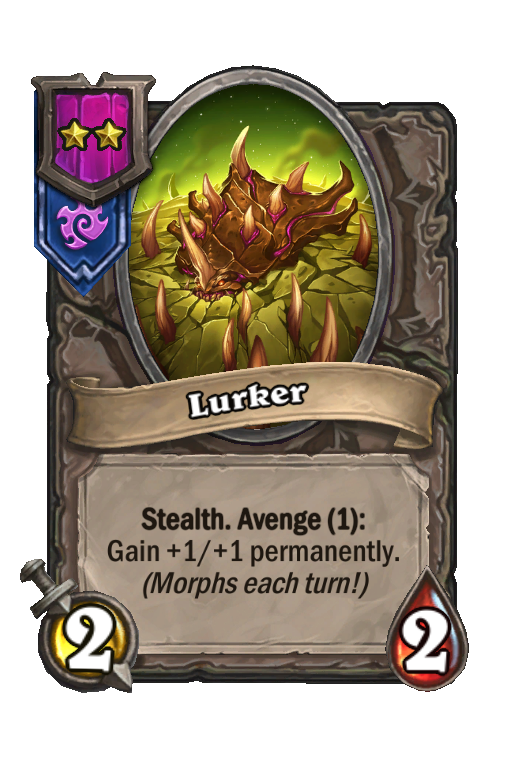 Lurker
Stealth. Avenge (1):
Gain +1/+1 permanently.
(Morphs each turn!)
2
2